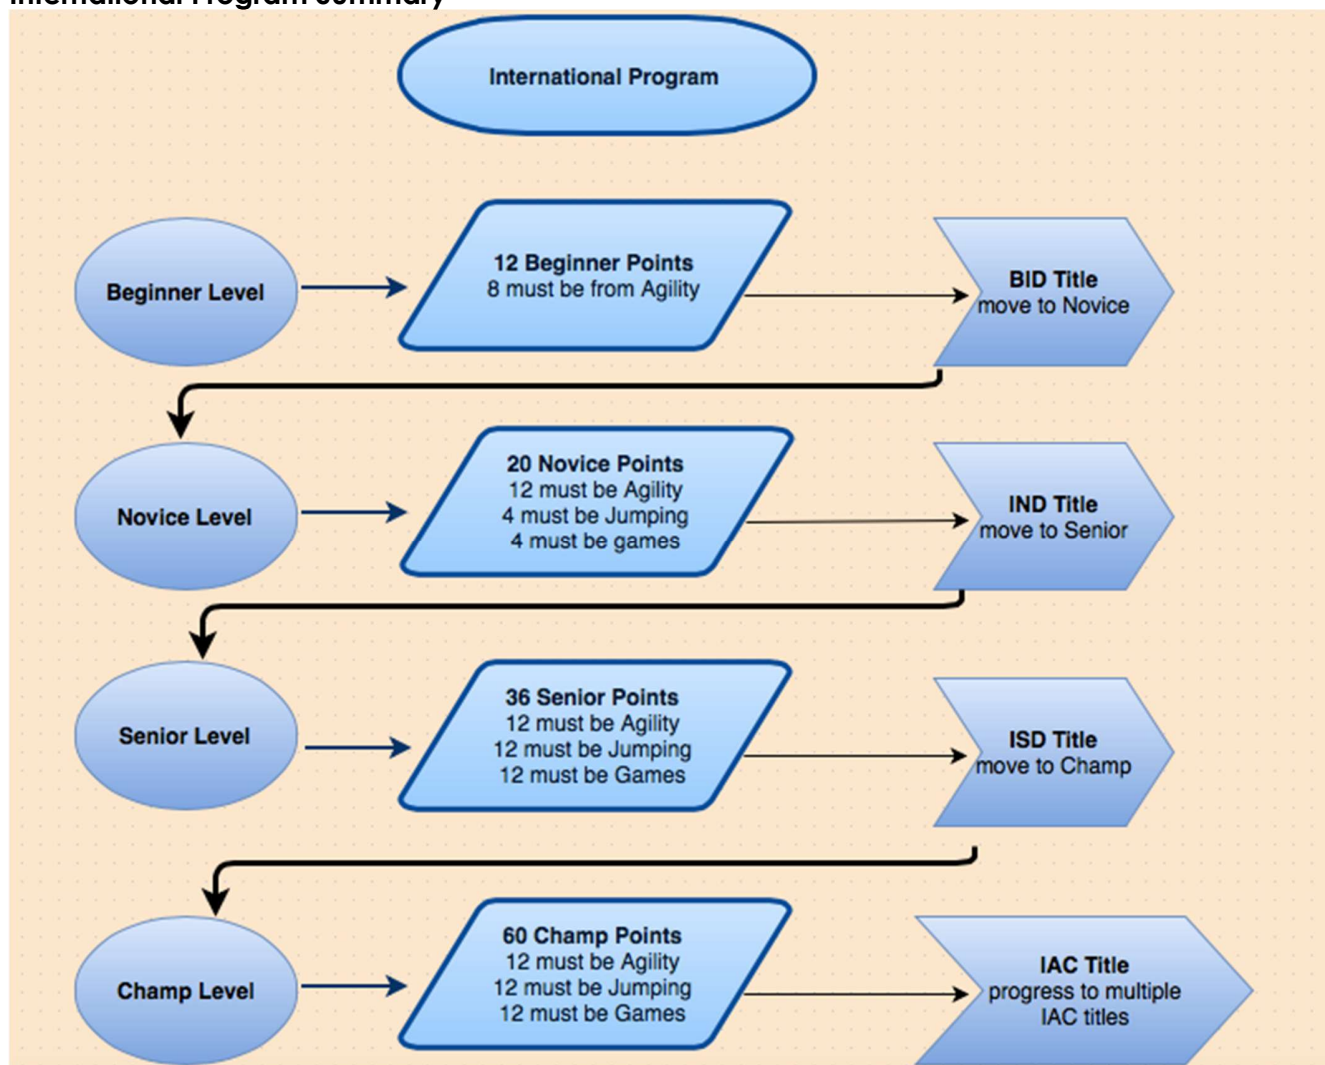 International Program Summary
International Program
Beginner Level
12 Beginner Points
8 must be from Agility
BID Title
move to Novice
Novice Level
20 Novice Points
12 must be Agility
4 must be Jumping
4 must be games
IND Title
move to Senior
Senior Level
36 Senior Points
12 must be Agility
12 must be Jumping
12 must be Games
ISD Title
move to Champ
Champ Level
60 Champ Points
12 must be Agility
12 must be Jumping
12 must be Games
IAC Title
progress to multiple
IAC titles